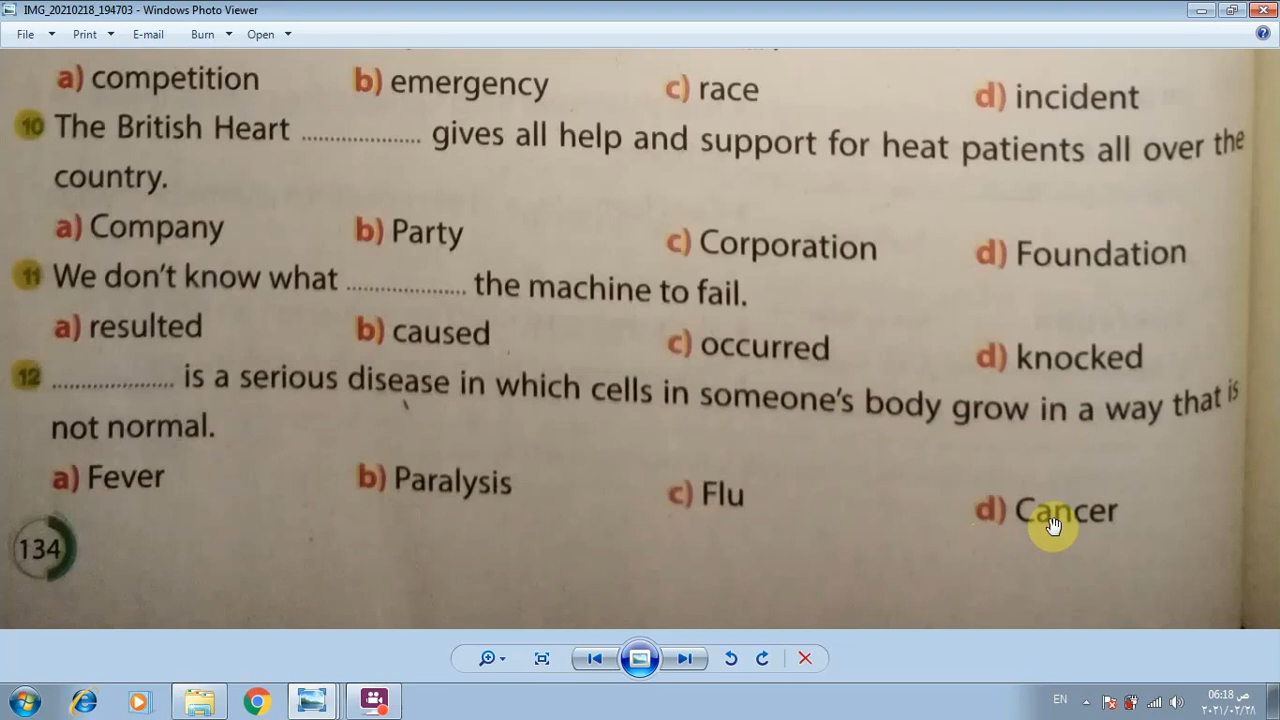 IMG_20210218_194703 - Windows Photo Viewer
File Print E-mail Burn Open
a) competition b) emergency c) race d) incident
10 The British Heart .................. gives all help and support for heat patients all over the
country.
a) Company b) Party c) Corporation d) Foundation
11 We don't know what .................. the machine to fail.
a) resulted b) caused c) occurred d) knocked
12 .................. is a serious disease in which cells in someone's body grow in a way that is
not normal.
a) Fever b) Paralysis c) Flu d) Cancer
134
EN
06:18 ص
٢٠٢١/٠٢/٢٨